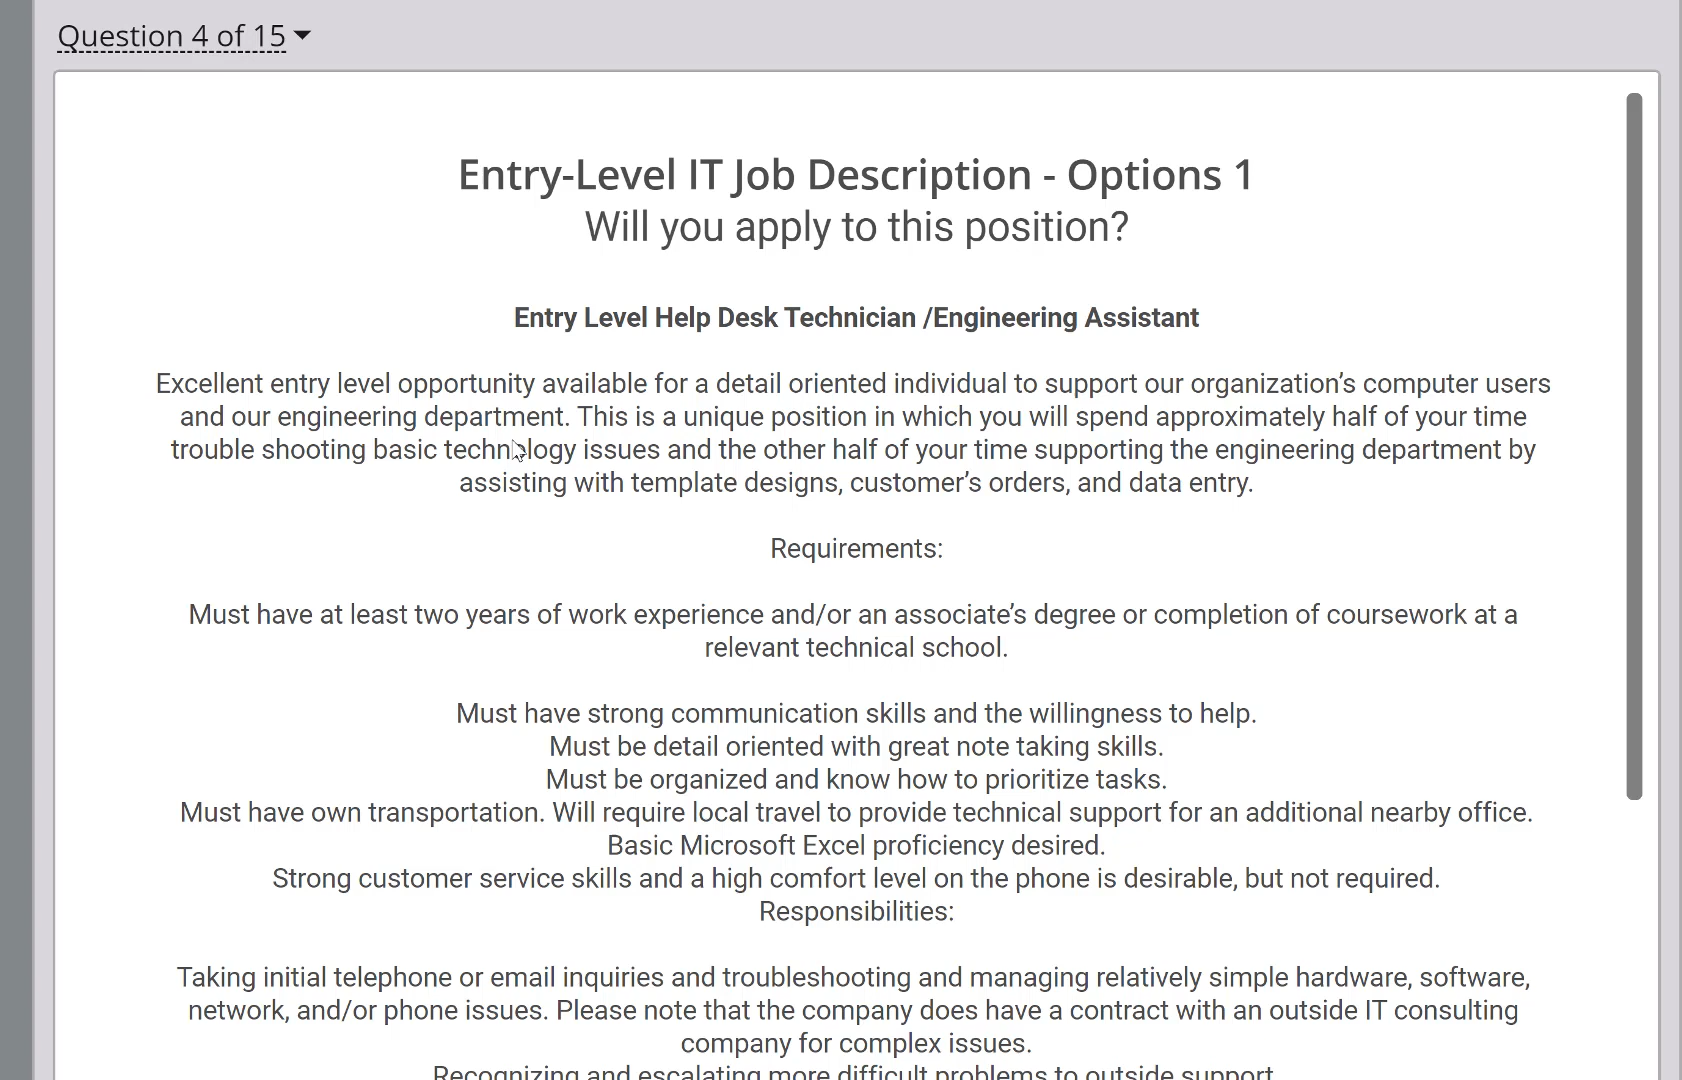 Question 4 of 15
Entry-Level IT Job Description - Options 1
Will you apply to this position?
Entry Level Help Desk Technician /Engineering Assistant
Excellent entry level opportunity available for a detail oriented individual to support our organization’s computer users
and our engineering department. This is a unique position in which you will spend approximately half of your time
trouble shooting basic technology issues and the other half of your time supporting the engineering department by
assisting with template designs, customer’s orders, and data entry.
Requirements:
Must have at least two years of work experience and/or an associate’s degree or completion of coursework at a
relevant technical school.
Must have strong communication skills and the willingness to help.
Must be detail oriented with great note taking skills.
Must be organized and know how to prioritize tasks.
Must have own transportation. Will require local travel to provide technical support for an additional nearby office.
Basic Microsoft Excel proficiency desired.
Strong customer service skills and a high comfort level on the phone is desirable, but not required.
Responsibilities:
Taking initial telephone or email inquiries and troubleshooting and managing relatively simple hardware, software,
network, and/or phone issues. Please note that the company does have a contract with an outside IT consulting
company for complex issues.
Recognizing and escalating more difficult problems to outside support.